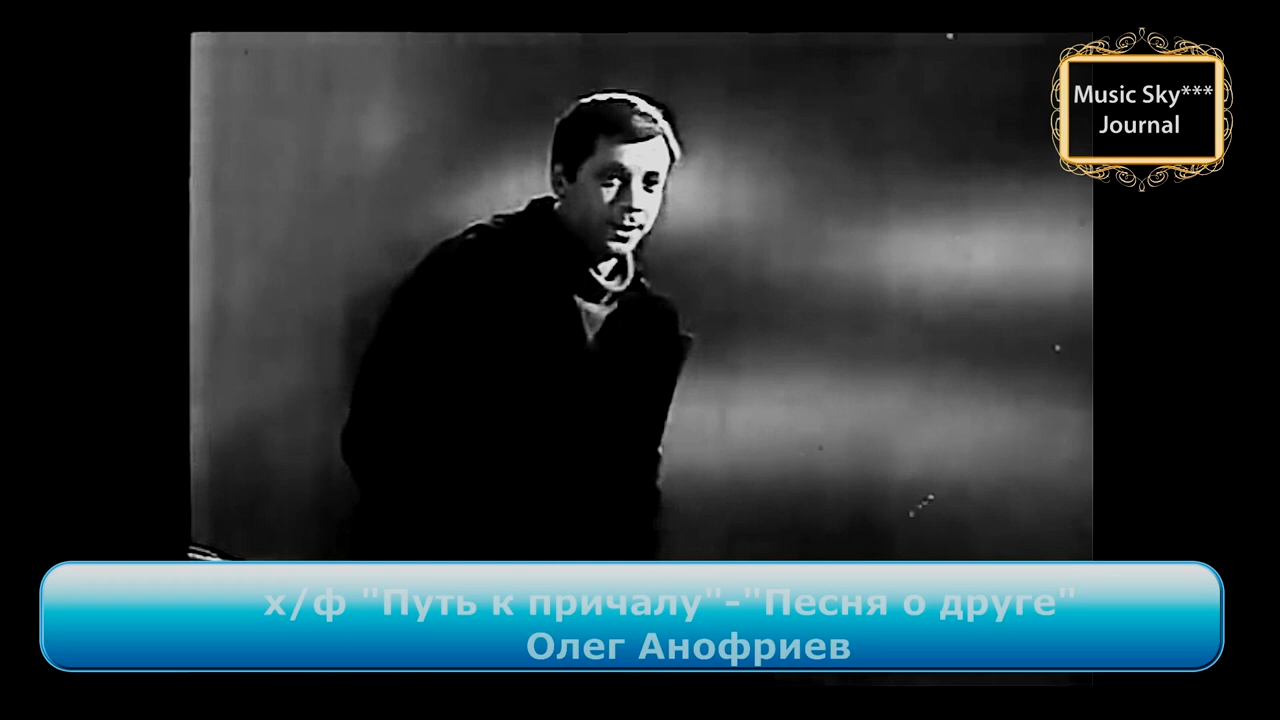 Music Sky***
Journal
х/ф "Путь к причалу"-"Песня о друге"
Олег Анофриев